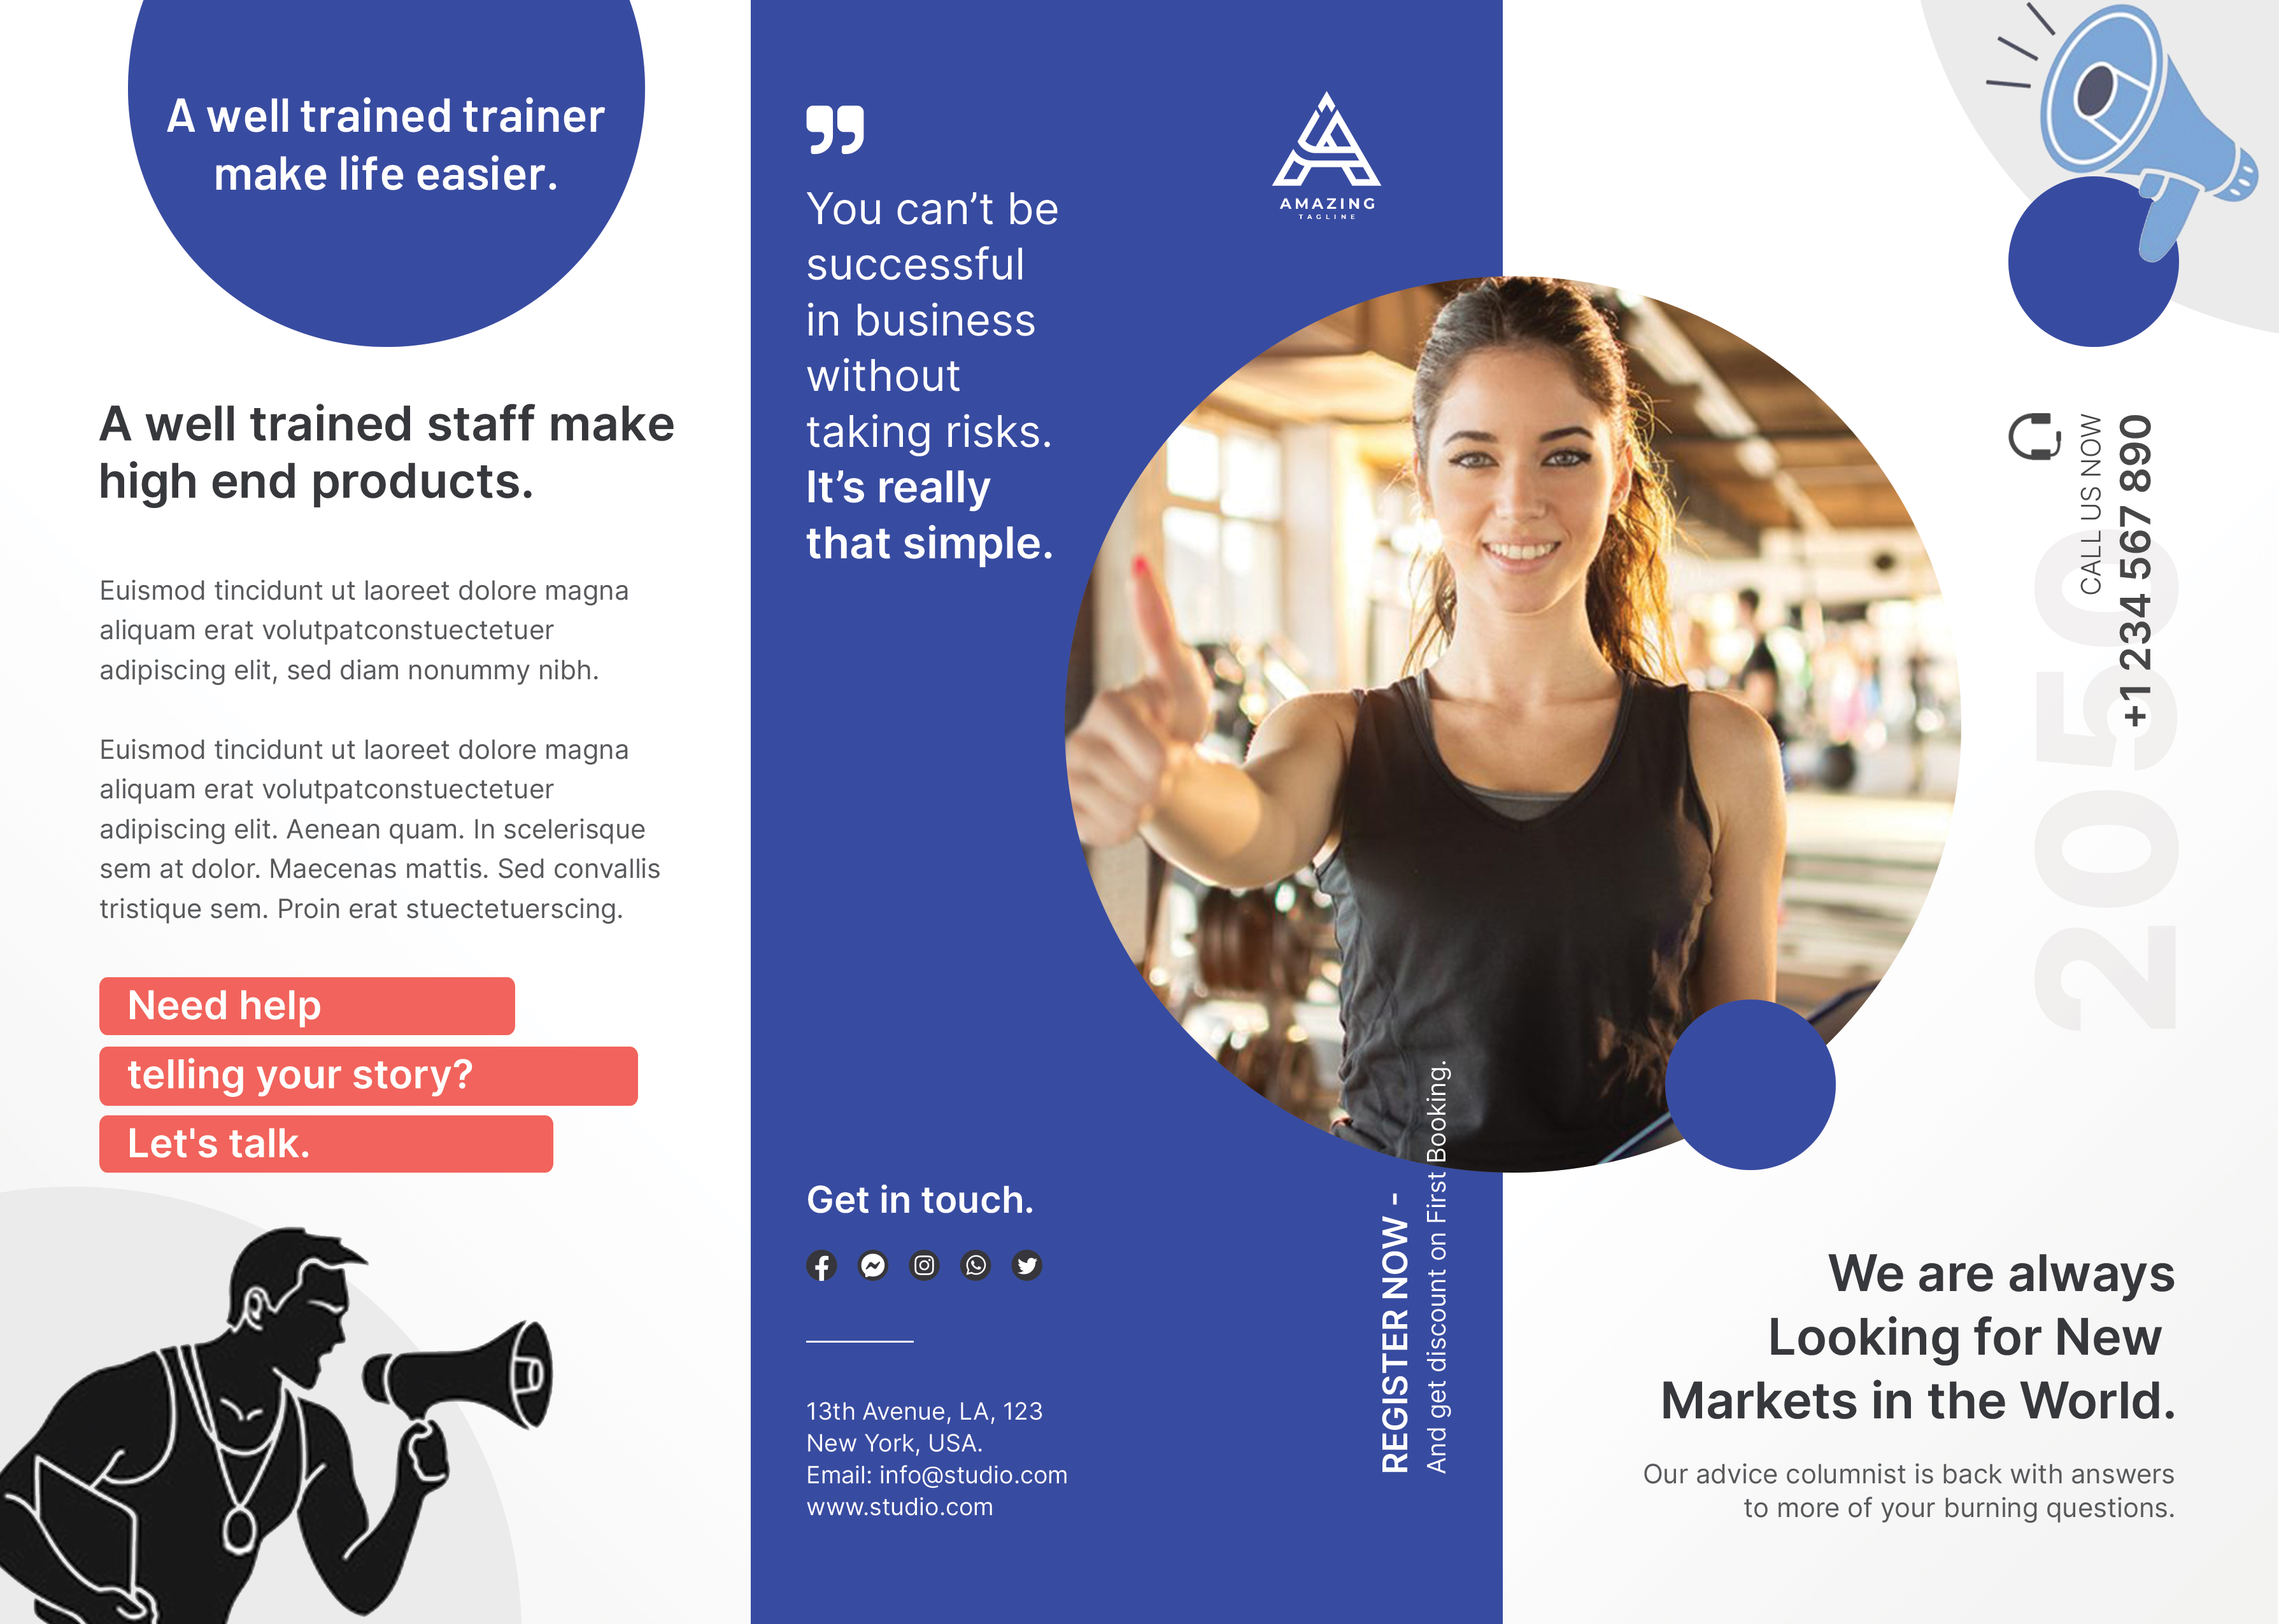 A well trained trainer
make life easier.
A well trained staff make
high end products.
Euismod tincidunt ut laoreet dolore magna
aliquam erat volutpatconstuectetuer
adipiscing elit, sed diam nonummy nibh.
Euismod tincidunt ut laoreet dolore magna
aliquam erat volutpatconstuectetuer
adipiscing elit. Aenean quam. In scelerisque
sem at dolor. Maecenas mattis. Sed convallis
tristique sem. Proin erat stuectetuerscing.
Need help
telling your story?
Let's talk.
You can’t be
successful
in business
without
taking risks.
It’s really
that simple.
Get in touch.
13th Avenue, LA, 123
New York, USA.
Email: info@studio.com
www.studio.com
AMAZING
TAGLINE
REGISTER NOW -
And get discount on First Booking.
CALL US NOW
+1 234 567 890
2050
We are always
Looking for New
Markets in the World.
Our advice columnist is back with answers
to more of your burning questions.